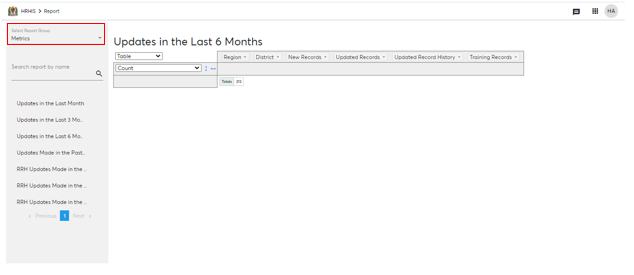 HRHIS > Report
HA
Select Report Group
Metrics
Search report by name
Updates in the Last Month
Updates in the Last 3 Mo..
Updates in the Last 6 Mo..
Updates Made in the Past..
RRH Updates Made in the ..
RRH Updates Made in the ..
RRH Updates Made in the ..
‹ Previous 1 Next ›
Updates in the Last 6 Months
Table
Region District New Records Updated Records Updated Record History Training Records
Count
Totals